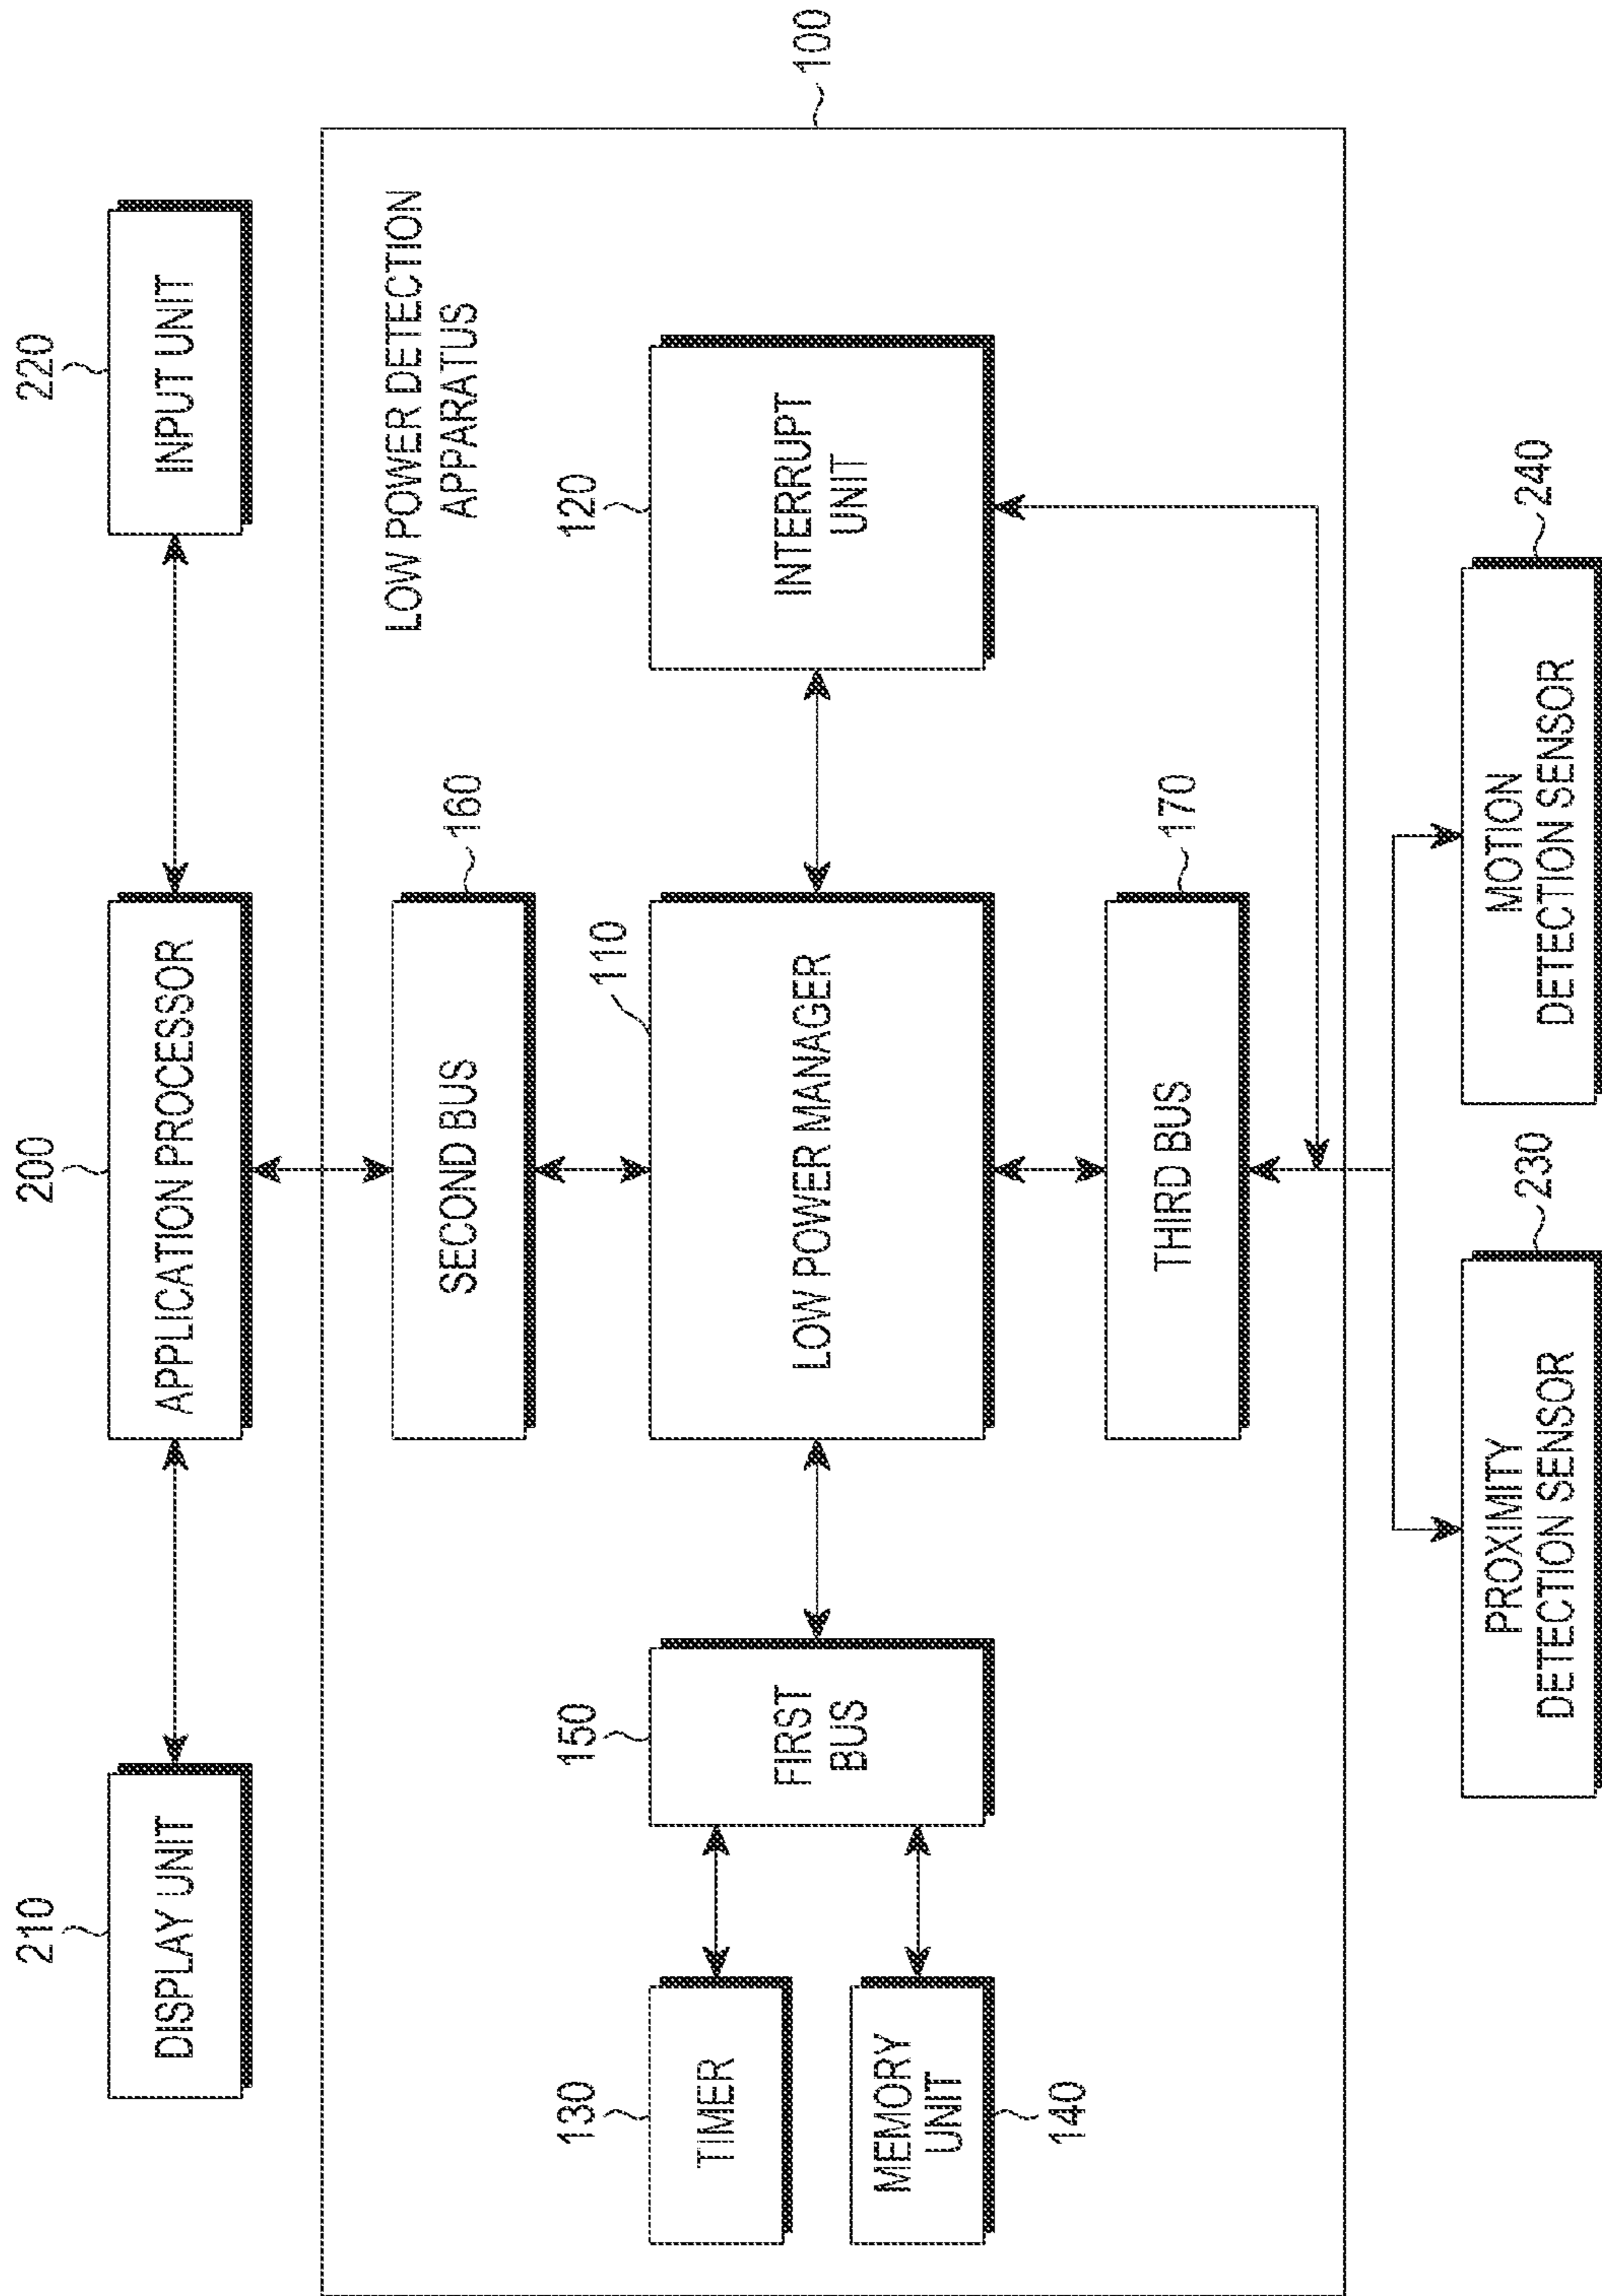 210
DISPLAY UNIT
200
APPLICATION PROCESSOR
220
INPUT UNIT
100
LOW POWER DETECTION
APPARATUS
160
SECOND BUS
130
TIMER
140
MEMORY
UNIT
150
FIRST
BUS
110
LOW POWER MANAGER
120
INTERRUPT
UNIT
170
THIRD BUS
230
PROXIMITY
DETECTION SENSOR
240
MOTION
DETECTION SENSOR